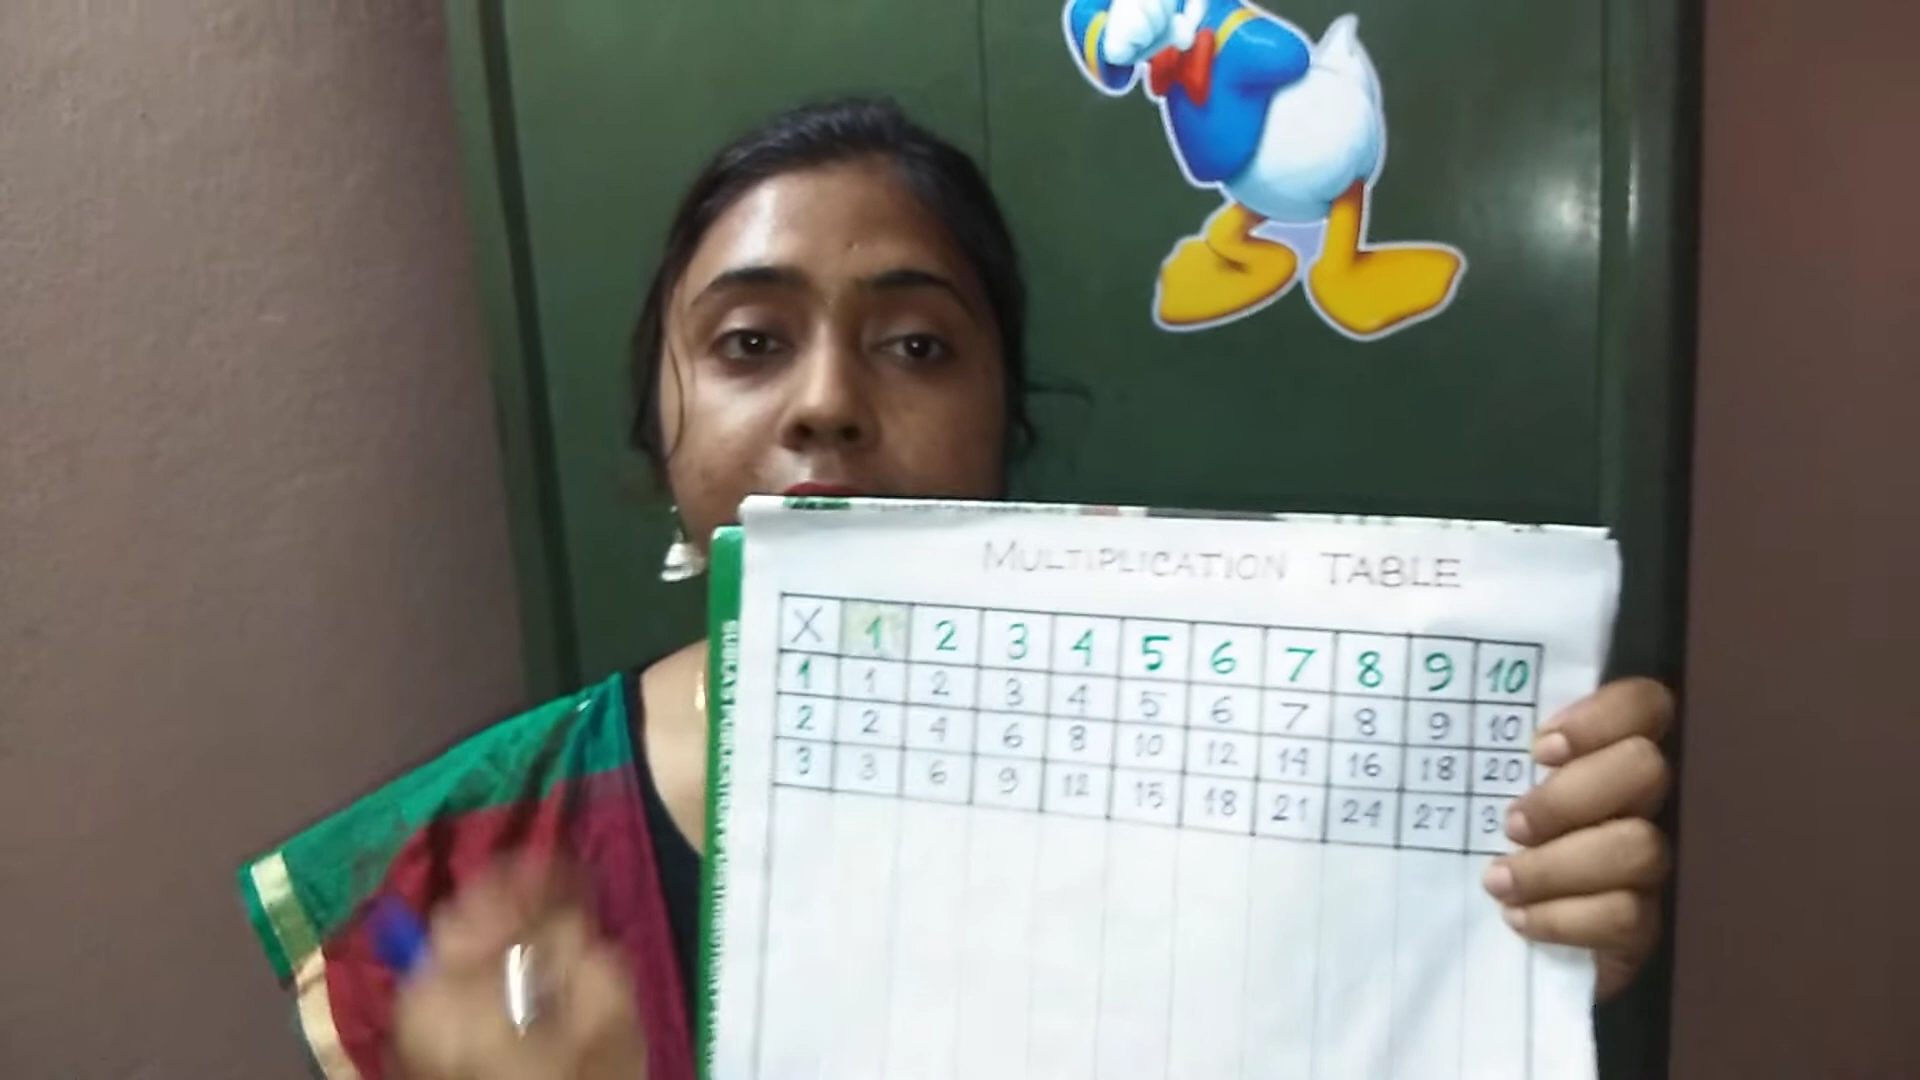 MULTIPLICATION TABLE
X 1 2 3 4 5 6 7 8 9 10
1 1 2 3 4 5 6 7 8 9 10
2 2 4 6 8 10 12 14 16 18 20
3 3 6 9 12 15 18 21 24 27